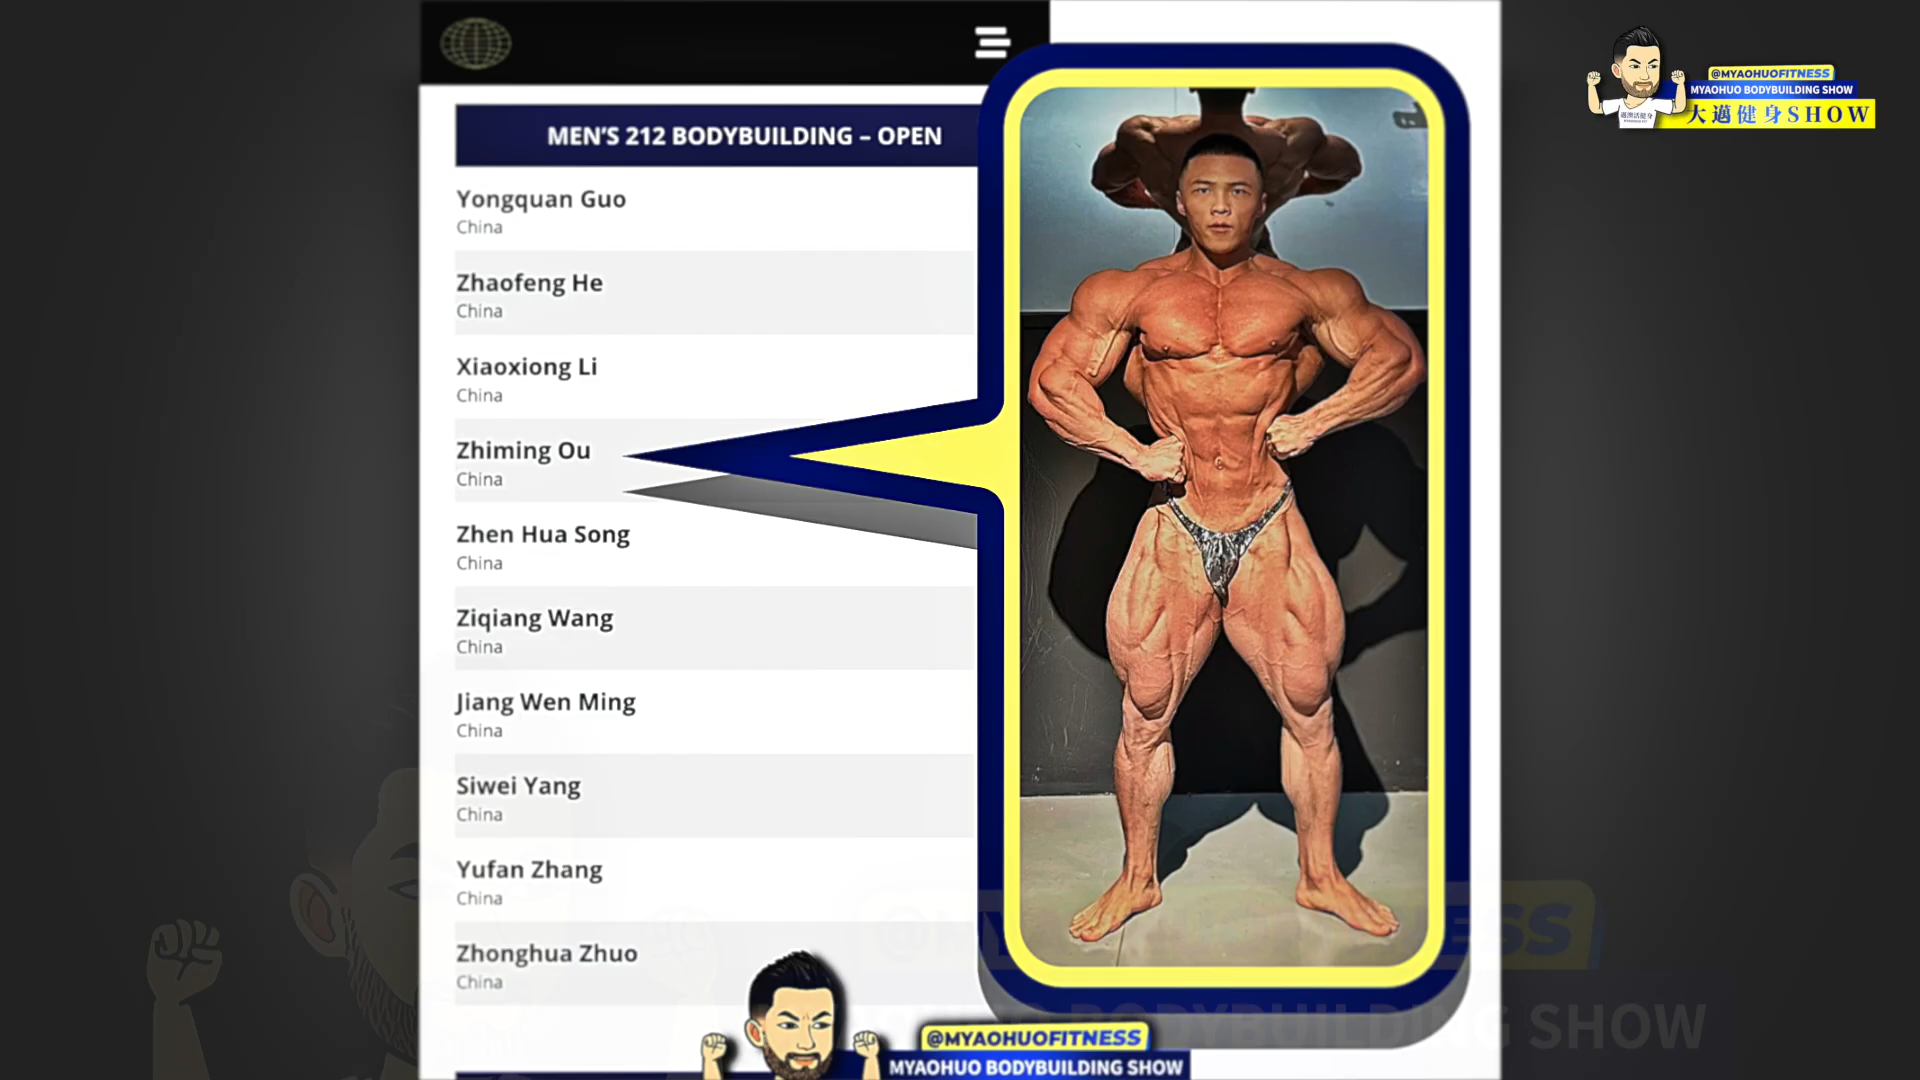 @MYAOHUOFITNESS
MYAOHUO BODYBUILDING SHOW
大邁健身SHOW
MEN'S 212 BODYBUILDING – OPEN
Yongquan Guo
China
Zhaofeng He
China
Xiaoxiong Li
China
Zhiming Ou
China
Zhen Hua Song
China
Ziqiang Wang
China
Jiang Wen Ming
China
Siwei Yang
China
Yufan Zhang
China
Zhonghua Zhuo
China
@MYAOHUOFITNESS
MYAOHUO BODYBUILDING SHOW